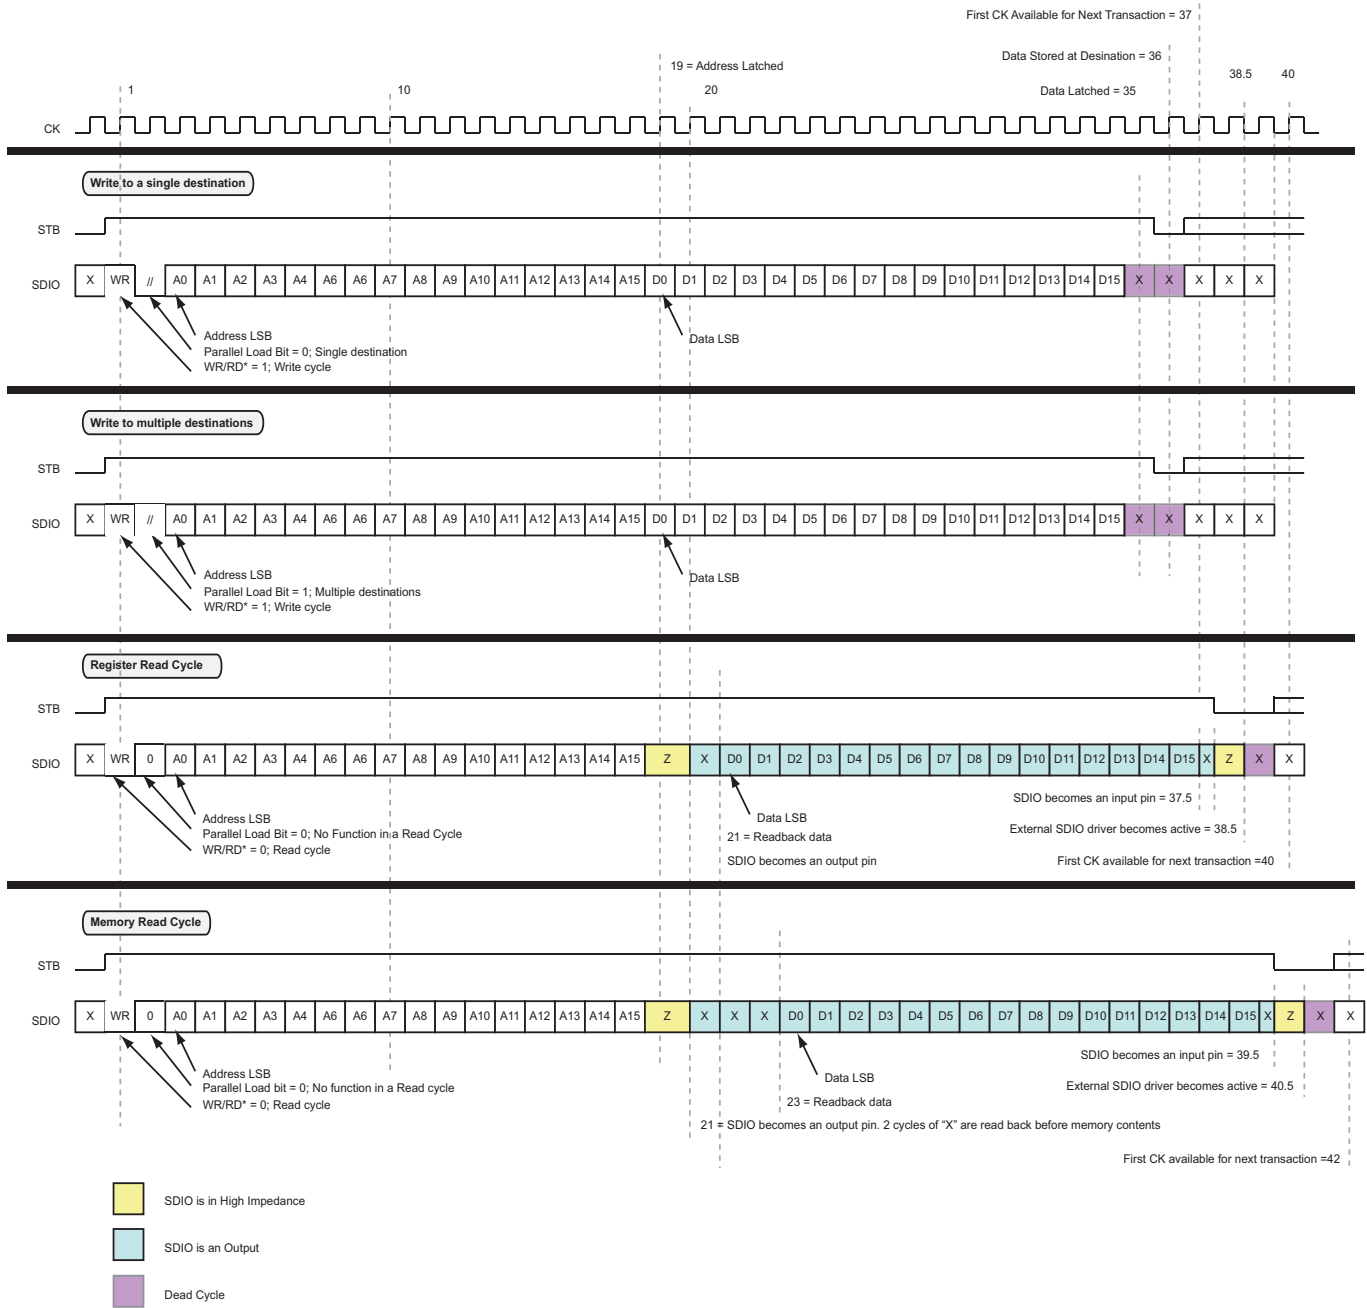 First CK Available for Next Transaction = 37
Data Stored at Desination = 36
19 = Address Latched
38.5 40
1 10 20 Data Latched = 35
CK
Write to a single destination
STB
SDIO X WR // A0 A1 A2 A3 A4 A6 A6 A7 A8 A9 A10 A11 A12 A13 A14 A15 D0 D1 D2 D3 D4 D5 D6 D7 D8 D9 D10 D11 D12 D13 D14 D15 X X X X X
Address LSB
Parallel Load Bit = 0; Single destination
WR/RD* = 1; Write cycle
Data LSB
Write to multiple destinations
STB
SDIO X WR // A0 A1 A2 A3 A4 A6 A6 A7 A8 A9 A10 A11 A12 A13 A14 A15 D0 D1 D2 D3 D4 D5 D6 D7 D8 D9 D10 D11 D12 D13 D14 D15 X X X X X
Address LSB
Parallel Load Bit = 1; Multiple destinations
WR/RD* = 1; Write cycle
Data LSB
Register Read Cycle
STB
SDIO X WR 0 A0 A1 A2 A3 A4 A6 A6 A7 A8 A9 A10 A11 A12 A13 A14 A15 Z X D0 D1 D2 D3 D4 D5 D6 D7 D8 D9 D10 D11 D12 D13 D14 D15 X Z X X
Address LSB
Parallel Load Bit = 0; No Function in a Read Cycle
WR/RD* = 0; Read cycle
Data LSB
21 = Readback data
SDIO becomes an output pin
SDIO becomes an input pin = 37.5
External SDIO driver becomes active = 38.5
First CK available for next transaction =40
Memory Read Cycle
STB
SDIO X WR 0 A0 A1 A2 A3 A4 A6 A6 A7 A8 A9 A10 A11 A12 A13 A14 A15 Z X X X D0 D1 D2 D3 D4 D5 D6 D7 D8 D9 D10 D11 D12 D13 D14 D15 X Z X X
Address LSB
Parallel Load bit = 0; No function in a Read cycle
WR/RD* = 0; Read cycle
Data LSB
23 = Readback data
SDIO becomes an input pin = 39.5
External SDIO driver becomes active = 40.5
21 = SDIO becomes an output pin. 2 cycles of “X” are read back before memory contents
First CK available for next transaction =42
SDIO is in High Impedance
SDIO is an Output
Dead Cycle